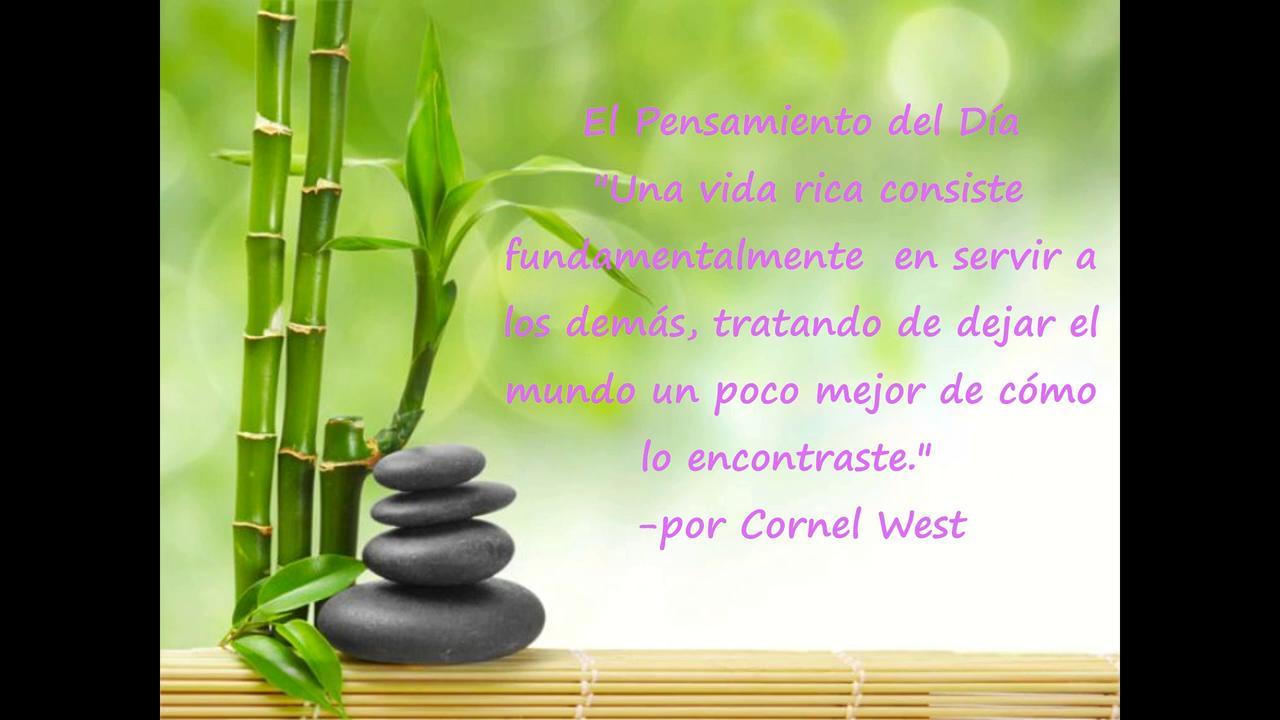 El Pensamiento del Día
"Una vida rica consiste
fundamentalmente  en servir a
los demás, tratando de dejar el
mundo un poco mejor de cómo
lo encontraste."
-por Cornel West